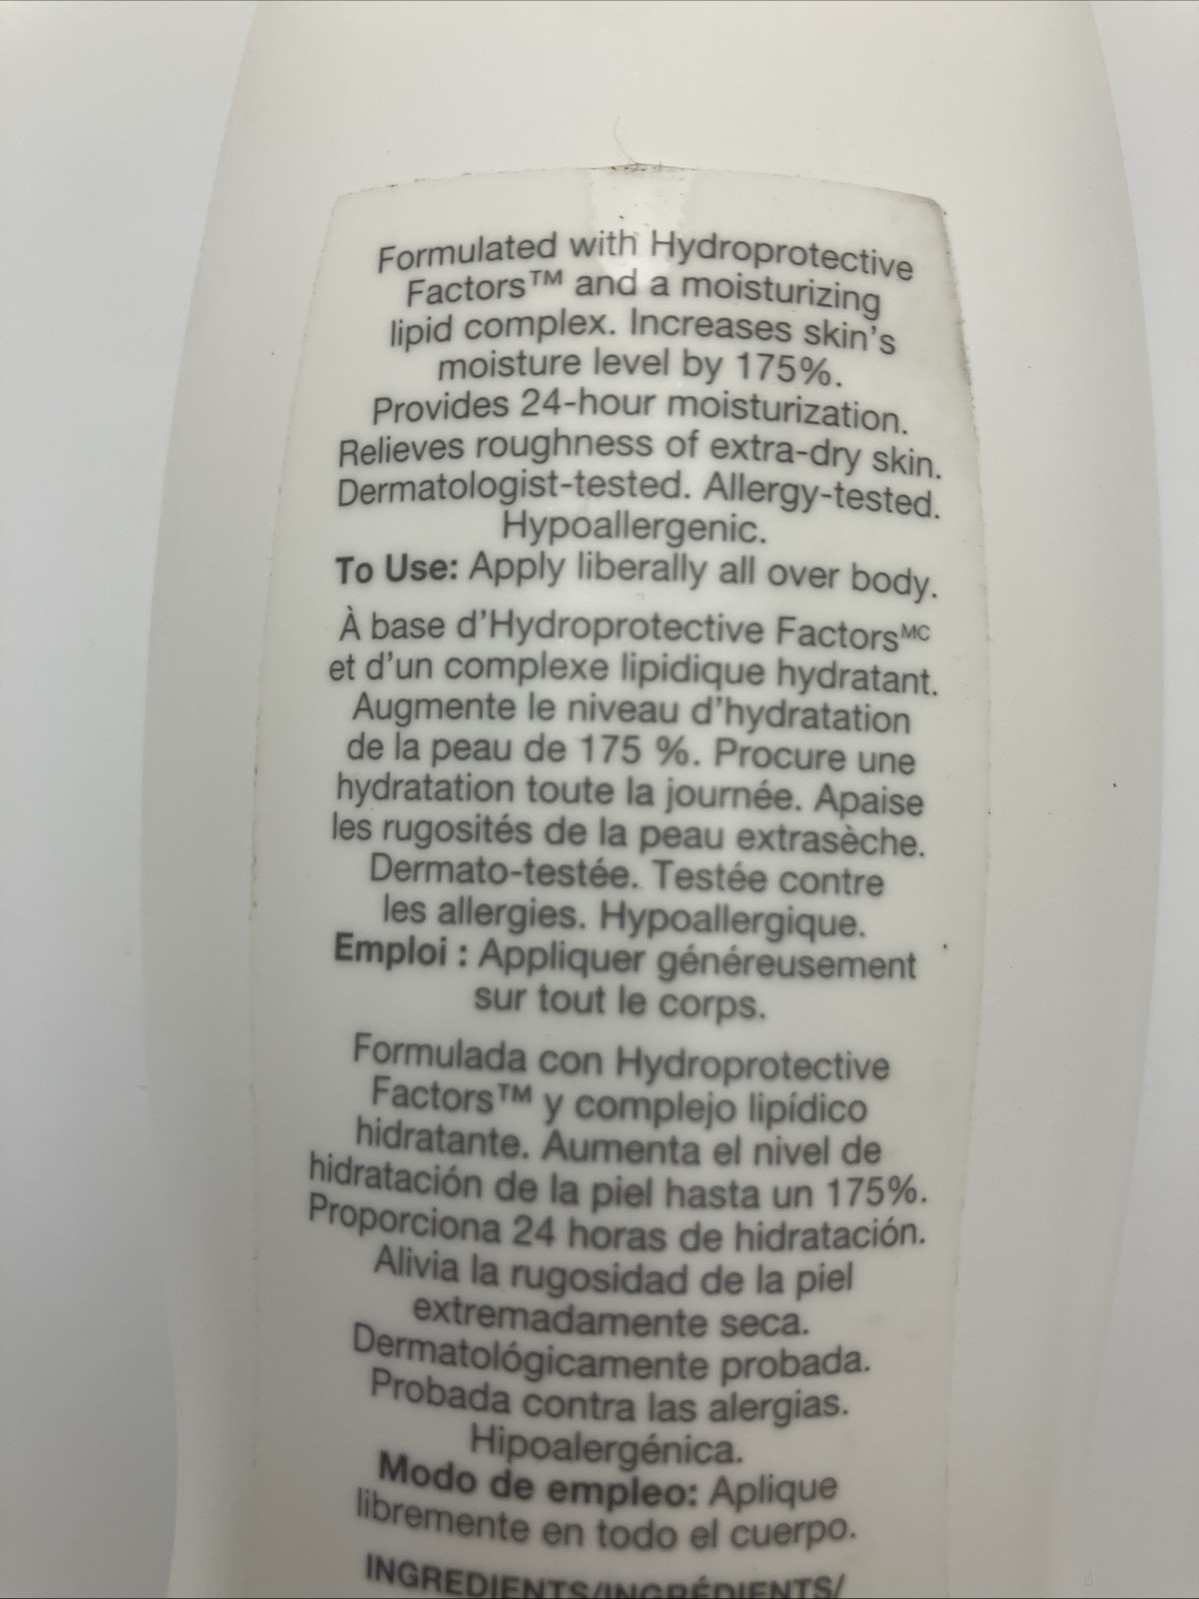 Formulated with Hydroprotective
Factors™ and a moisturizing
lipid complex. Increases skin's
moisture level by 175%.
Provides 24-hour moisturization.
Relieves roughness of extra-dry skin.
Dermatologist-tested. Allergy-tested.
Hypoallergenic.
To Use: Apply liberally all over body.
À base d'Hydroprotective Factorsᴹᶜ
et d'un complexe lipidique hydratant.
Augmente le niveau d'hydratation
de la peau de 175 %. Procure une
hydratation toute la journée. Apaise
les rugosités de la peau extrasèche.
Dermato-testée. Testée contre
les allergies. Hypoallergique.
Emploi : Appliquer généreusement
sur tout le corps.
Formulada con Hydroprotective
Factors™ y complejo lipídico
hidratante. Aumenta el nivel de
hidratación de la piel hasta un 175%.
Proporciona 24 horas de hidratación.
Alivia la rugosidad de la piel
extremadamente seca.
Dermatológicamente probada.
Probada contra las alergias.
Hipoalergénica.
Modo de empleo: Aplique
libremente en todo el cuerpo.
INGREDIENTS/INGRÉDIENTS/